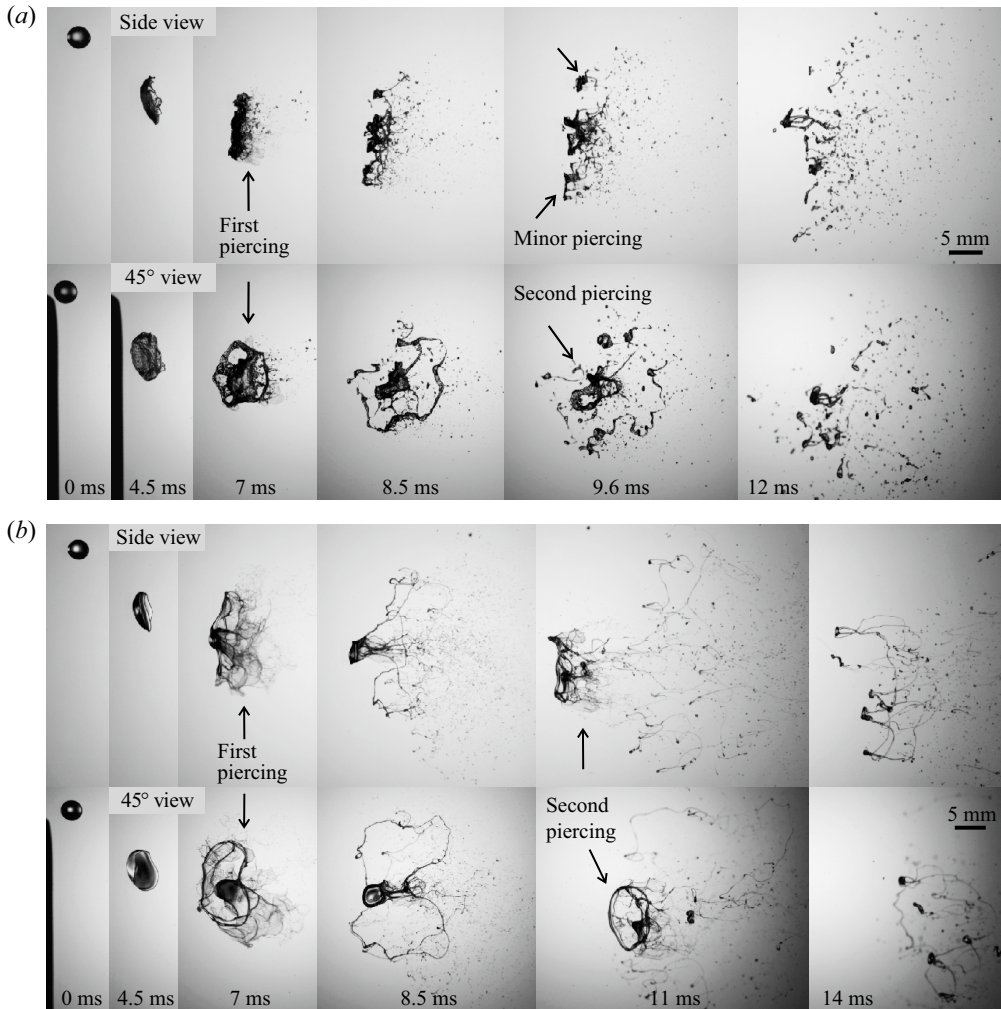 (a)
Side view
First
piercing
Minor piercing
5 mm
45° view
Second piercing
0 ms
4.5 ms
7 ms
8.5 ms
9.6 ms
12 ms
(b)
Side view
First
piercing
45° view
Second
piercing
5 mm
0 ms
4.5 ms
7 ms
8.5 ms
11 ms
14 ms